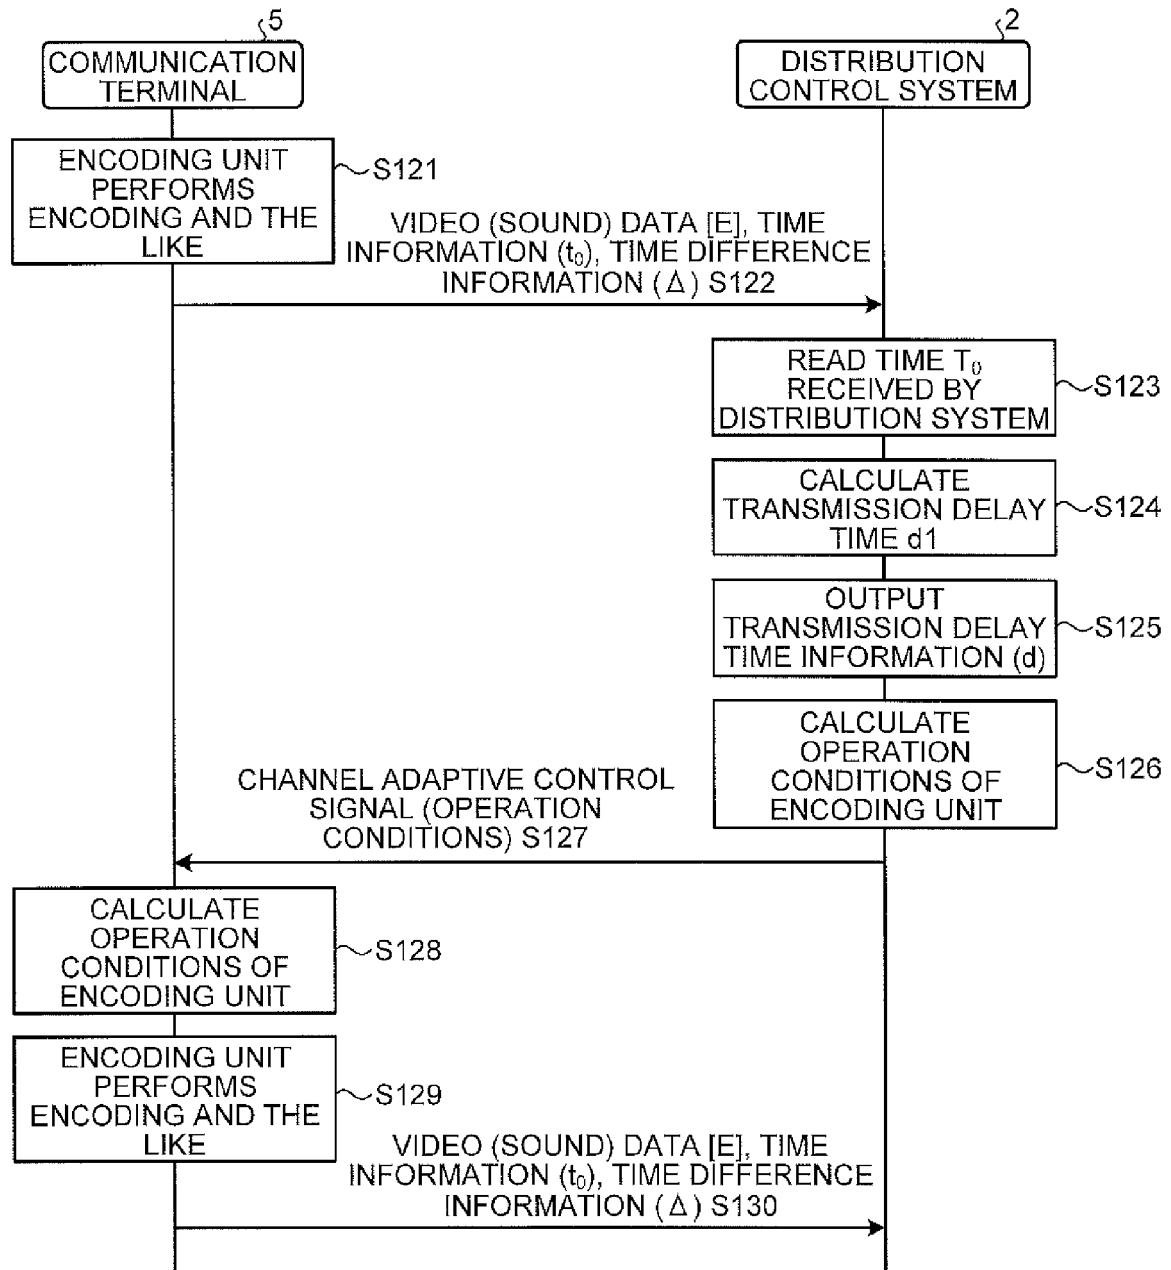 5
COMMUNICATION
TERMINAL
2
DISTRIBUTION
CONTROL SYSTEM
ENCODING UNIT
PERFORMS
ENCODING AND THE
LIKE
S121
VIDEO (SOUND) DATA [E], TIME
INFORMATION (t₀), TIME DIFFERENCE
INFORMATION (Δ) S122
READ TIME T₀
RECEIVED BY
DISTRIBUTION SYSTEM
S123
CALCULATE
TRANSMISSION DELAY
TIME d1
S124
OUTPUT
TRANSMISSION DELAY
TIME INFORMATION (d)
S125
CALCULATE
OPERATION
CONDITIONS OF
ENCODING UNIT
S126
CHANNEL ADAPTIVE CONTROL
SIGNAL (OPERATION
CONDITIONS) S127
CALCULATE
OPERATION
CONDITIONS OF
ENCODING UNIT
S128
ENCODING UNIT
PERFORMS
ENCODING AND THE
LIKE
S129
VIDEO (SOUND) DATA [E], TIME
INFORMATION (t₀), TIME DIFFERENCE
INFORMATION (Δ) S130